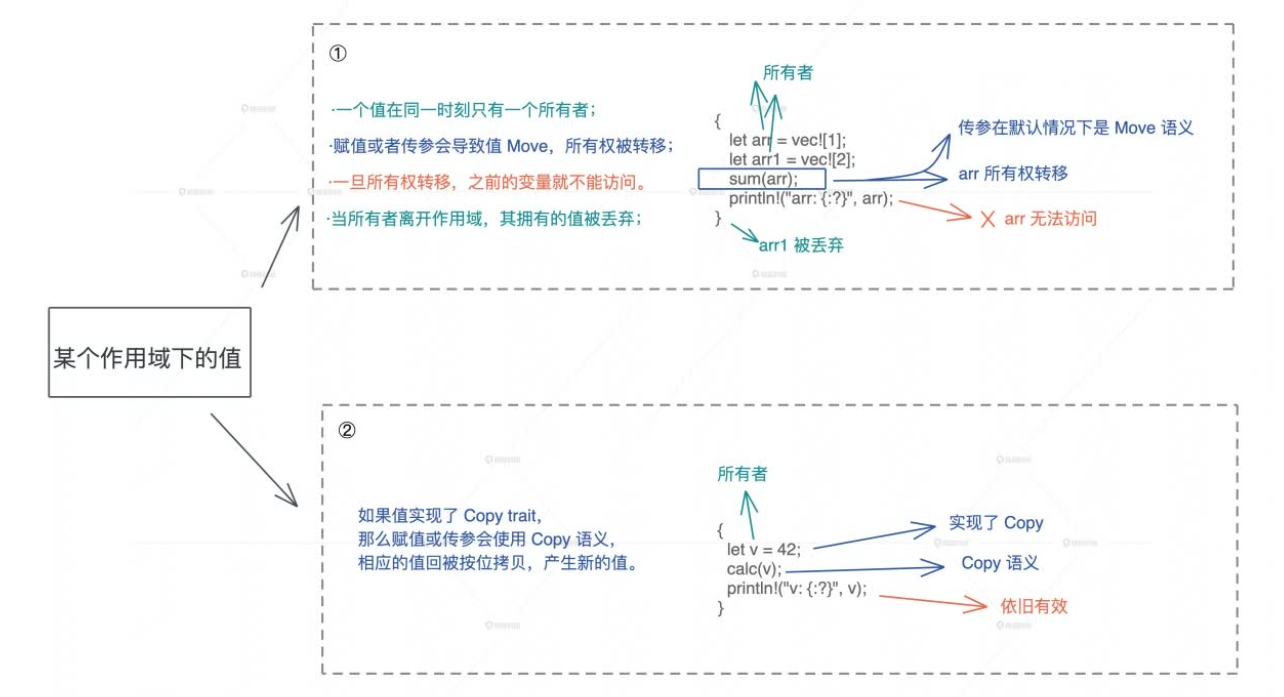 ①
·一个值在同一时刻只有一个所有者；
·赋值或者传参会导致值 Move，所有权被转移；
·一旦所有权转移，之前的变量就不能访问。
·当所有者离开作用域，其拥有的值被丢弃；
所有者
{
let arr = vec![1];
let arr1 = vec![2];
sum(arr);
println!("arr: {:?}", arr);
}
传参在默认情况下是 Move 语义
arr 所有权转移
╳ arr 无法访问
arr1 被丢弃
某个作用域下的值
②
如果值实现了 Copy trait，
那么赋值或传参会使用 Copy 语义，
相应的值回被按位拷贝，产生新的值。
所有者
{
let v = 42;
calc(v);
println!("v: {:?}", v);
}
实现了 Copy
Copy 语义
依旧有效